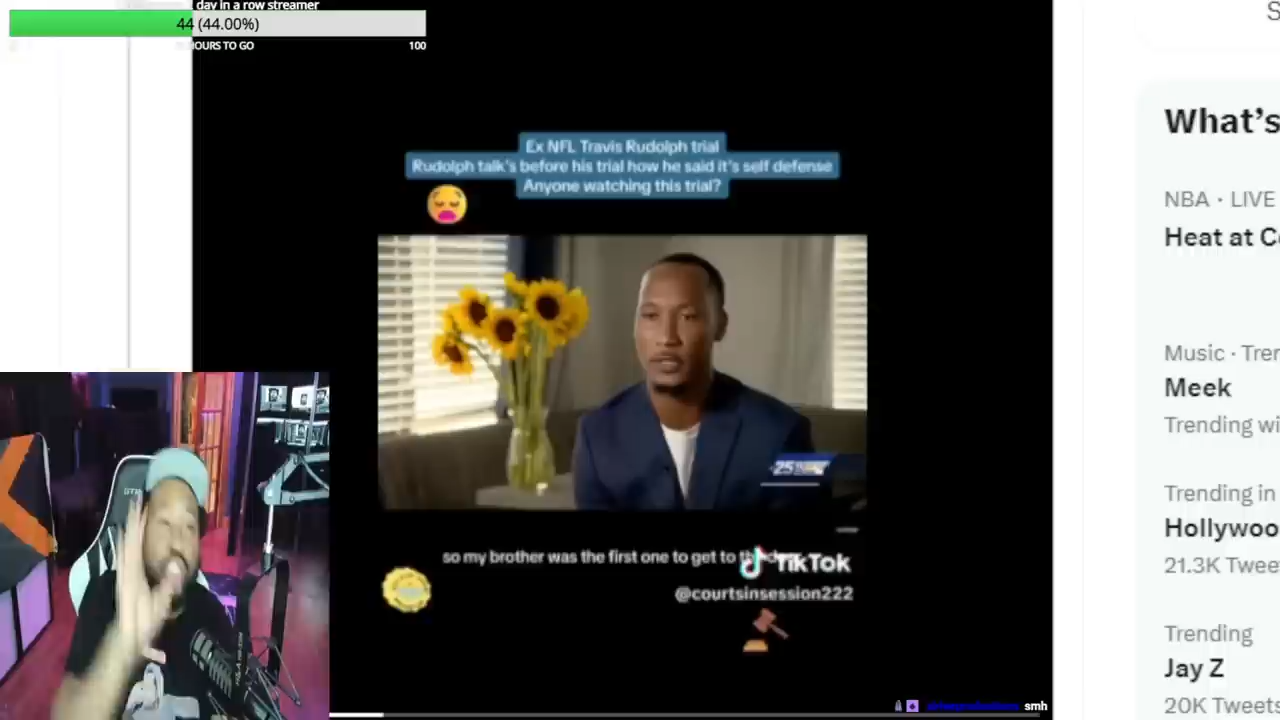 day in a row streamer
44 (44.00%)
HOURS TO GO
100
Ex NFL Travis Rudolph trial
Rudolph talk's before his trial how he said it's self defense
Anyone watching this trial?
25
so my brother was the first one to get to
TikTok
@courtsinsession222
smh
What's
NBA · LIVE
Heat at C
Music · Tren
Meek
Trending wi
Trending in
Hollywoo
21.3K Twee
Trending
Jay Z
20K Tweets